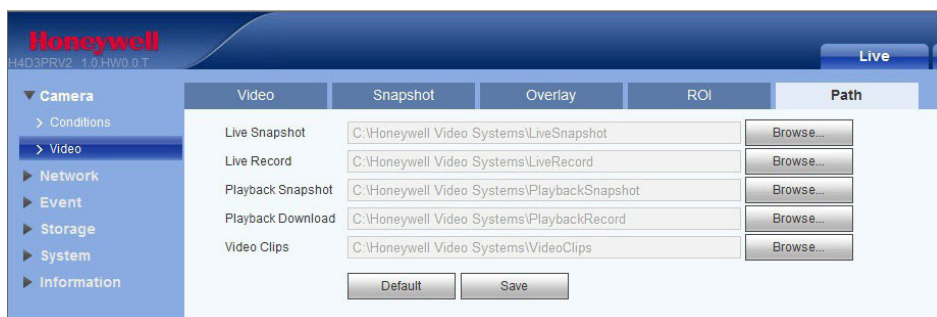 Honeywell
H4D3PRV2 1.0.HW0.0.T
Live
Camera
Conditions
Video
Network
Event
Storage
System
Information
Video Snapshot Overlay ROI Path
Live Snapshot C:\Honeywell Video Systems\LiveSnapshot Browse...
Live Record C:\Honeywell Video Systems\LiveRecord Browse...
Playback Snapshot C:\Honeywell Video Systems\PlaybackSnapshot Browse...
Playback Download C:\Honeywell Video Systems\PlaybackRecord Browse...
Video Clips C:\Honeywell Video Systems\VideoClips Browse...
Default Save